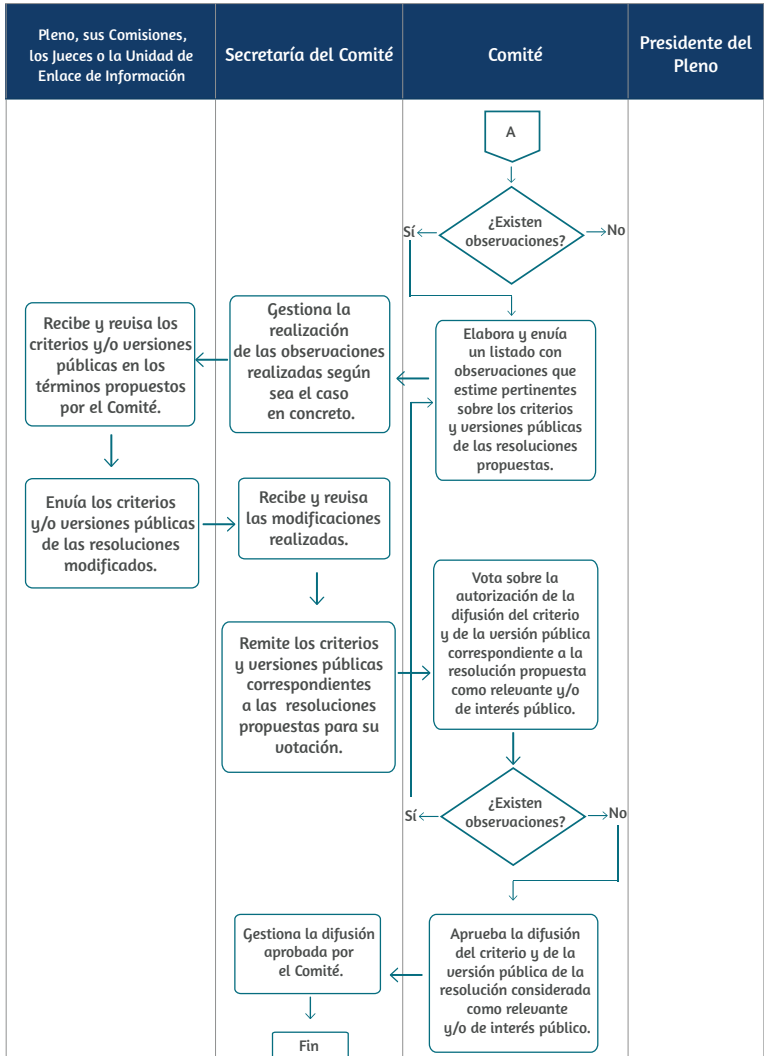 Pleno, sus Comisiones,
los Jueces o la Unidad de
Enlace de Información
Secretaría del Comité
Comité
Presidente del
Pleno
A
¿Existen
observaciones?
Sí
No
Elabora y envía
un listado con
observaciones que
estime pertinentes
sobre los criterios
y versiones públicas
de las resoluciones
propuestas.
Gestiona la
realización
de las observaciones
realizadas según
sea el caso
en concreto.
Recibe y revisa los
criterios y/o versiones
públicas en los
términos propuestos
por el Comité.
Envía los criterios
y/o versiones públicas
de las resoluciones
modificados.
Recibe y revisa
las modificaciones
realizadas.
Remite los criterios
y versiones públicas
correspondientes
a las resoluciones
propuestas para su
votación.
Vota sobre la
autorización de la
difusión del criterio
y de la versión pública
correspondiente a la
resolución propuesta
como relevante y/o
de interés público.
¿Existen
observaciones?
Sí
No
Aprueba la difusión
del criterio y de la
versión pública de la
resolución considerada
como relevante
y/o de interés público.
Gestiona la difusión
aprobada por
el Comité.
Fin